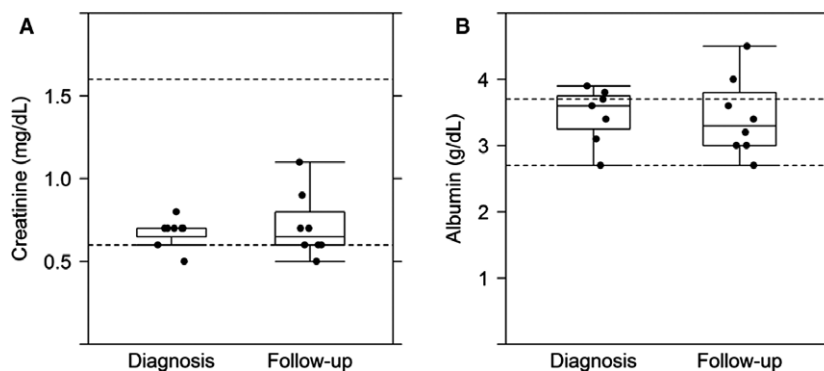 A
Creatinine (mg/dL)
1.5
1.0
0.5
Diagnosis Follow-up
B
Albumin (g/dL)
4
3
2
1
Diagnosis Follow-up